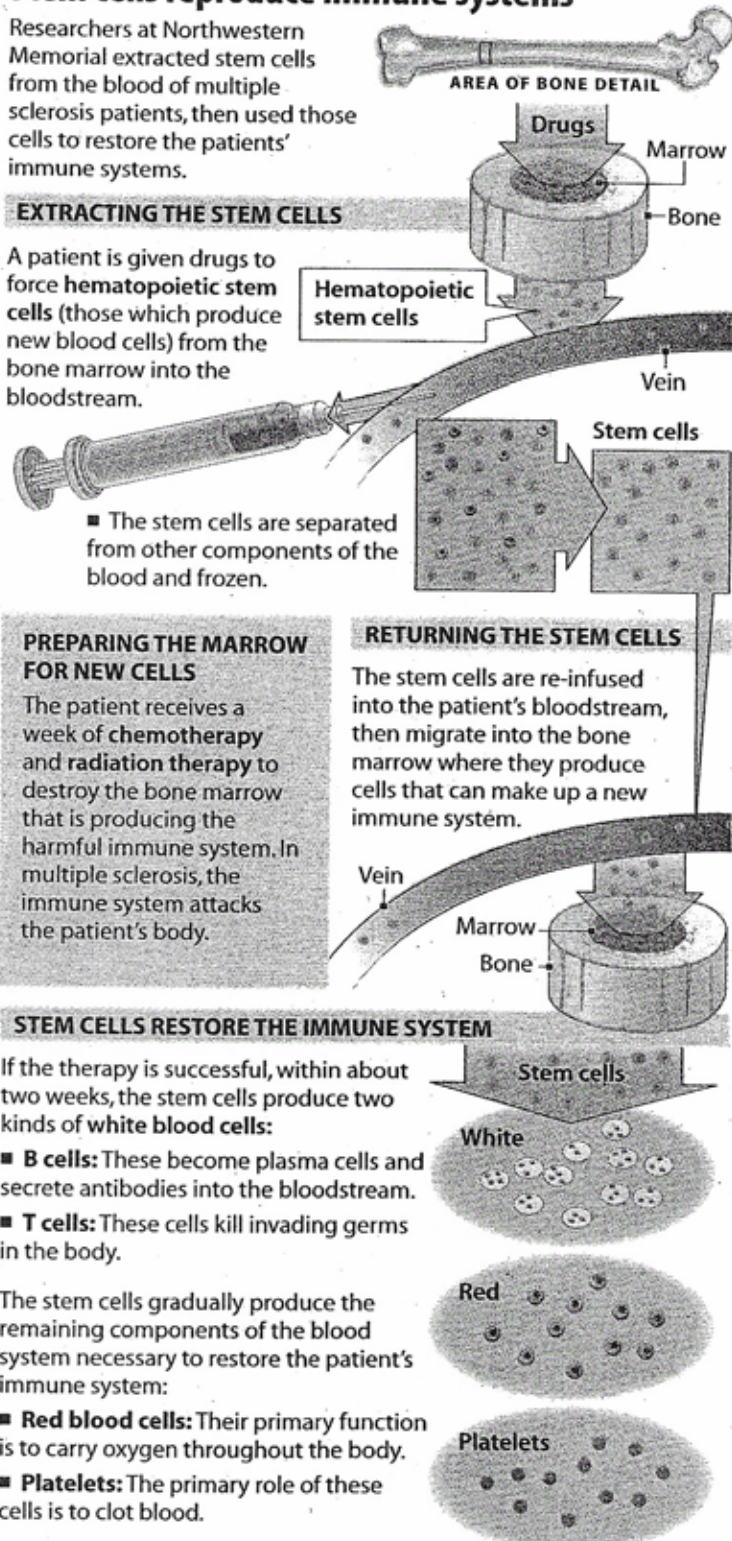 Researchers at Northwestern
Memorial extracted stem cells
from the blood of multiple
sclerosis patients, then used those
cells to restore the patients'
immune systems.
AREA OF BONE DETAIL
Drugs
Marrow
Bone
EXTRACTING THE STEM CELLS
A patient is given drugs to
force hematopoietic stem
cells (those which produce
new blood cells) from the
bone marrow into the
bloodstream.
Hematopoietic
stem cells
Vein
Stem cells
■ The stem cells are separated
from other components of the
blood and frozen.
PREPARING THE MARROW
FOR NEW CELLS
The patient receives a
week of chemotherapy
and radiation therapy to
destroy the bone marrow
that is producing the
harmful immune system. In
multiple sclerosis, the
immune system attacks
the patient's body.
RETURNING THE STEM CELLS
The stem cells are re-infused
into the patient's bloodstream,
then migrate into the bone
marrow where they produce
cells that can make up a new
immune system.
Vein
Marrow
Bone
STEM CELLS RESTORE THE IMMUNE SYSTEM
If the therapy is successful, within about
two weeks, the stem cells produce two
kinds of white blood cells:
■ B cells: These become plasma cells and
secrete antibodies into the bloodstream.
■ T cells: These cells kill invading germs
in the body.
The stem cells gradually produce the
remaining components of the blood
system necessary to restore the patient's
immune system:
■ Red blood cells: Their primary function
is to carry oxygen throughout the body.
■ Platelets: The primary role of these
cells is to clot blood.
Stem cells
White
Red
Platelets